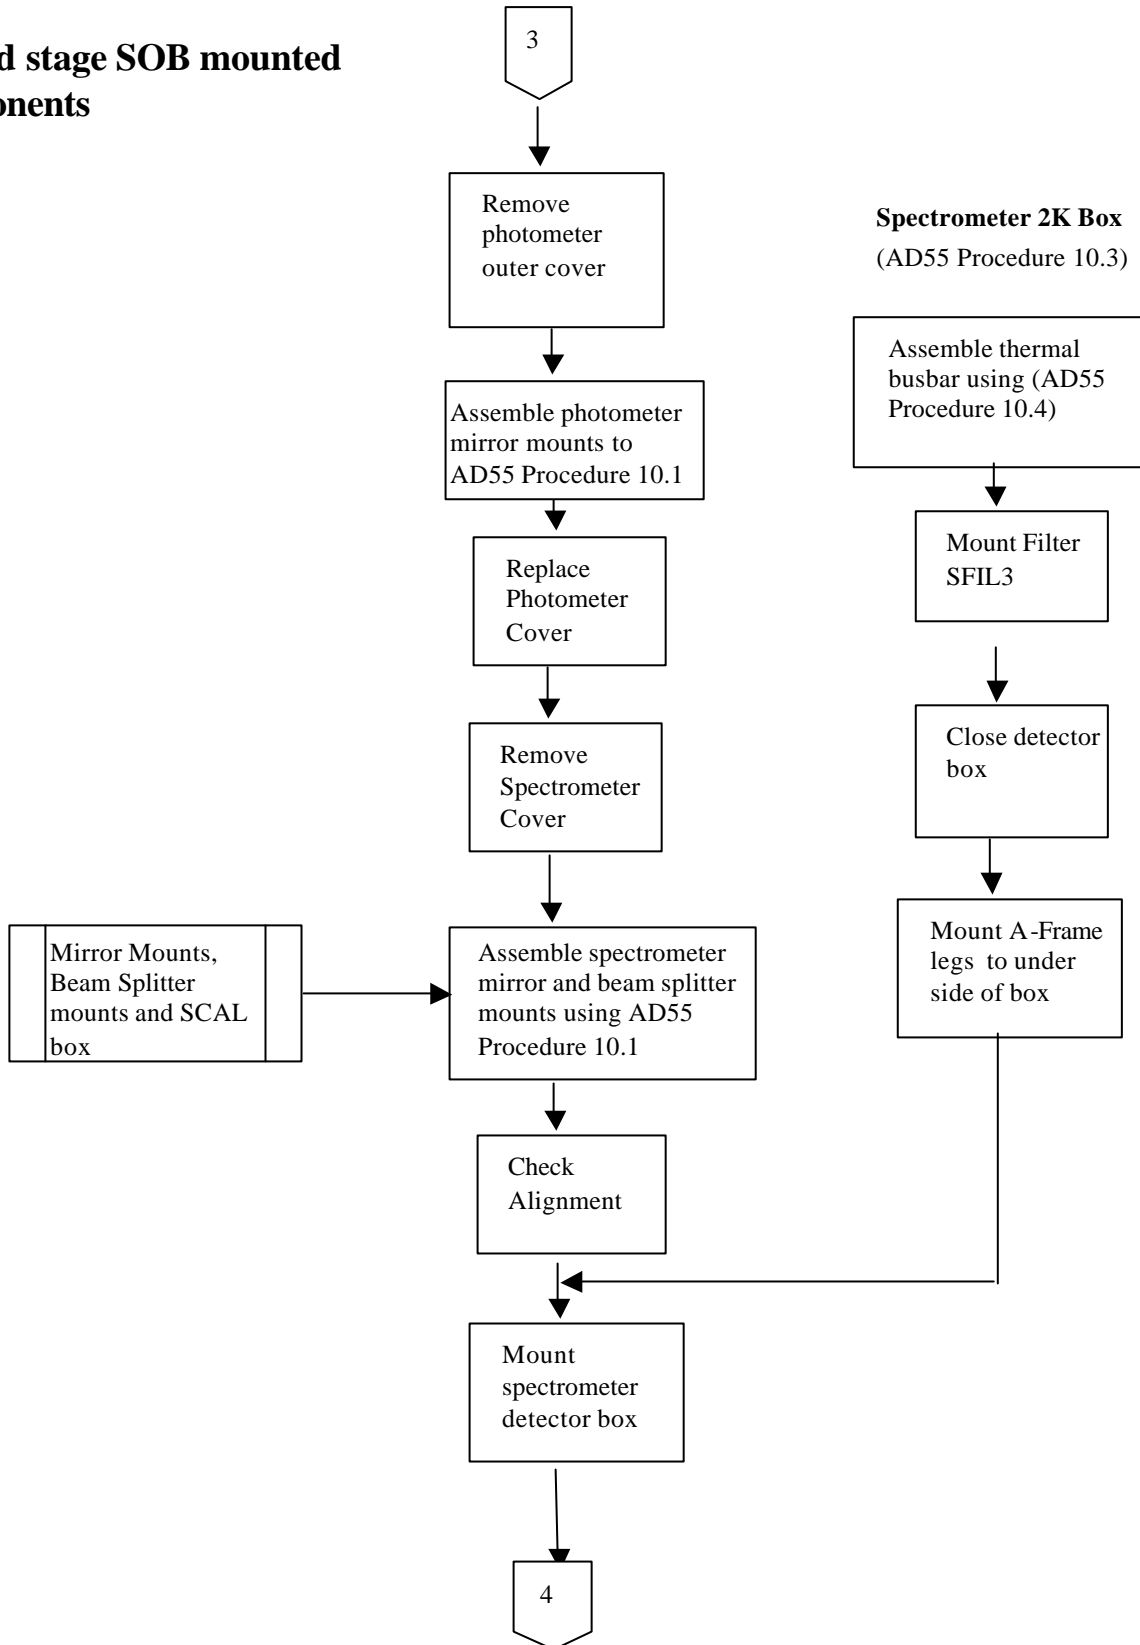 stage SOB mounted
3
Remove
photometer
outer cover
Assemble photometer
mirror mounts to
AD55 Procedure 10.1
Replace
Photometer
Cover
Remove
Spectrometer
Cover
Mirror Mounts,
Beam Splitter
mounts and SCAL
box
Assemble spectrometer
mirror and beam splitter
mounts using AD55
Procedure 10.1
Check
Alignment
Mount
spectrometer
detector box
4
Spectrometer 2K Box
(AD55 Procedure 10.3)
Assemble thermal
busbar using (AD55
Procedure 10.4)
Mount Filter
SFIL3
Close detector
box
Mount A-Frame
legs to under
side of box